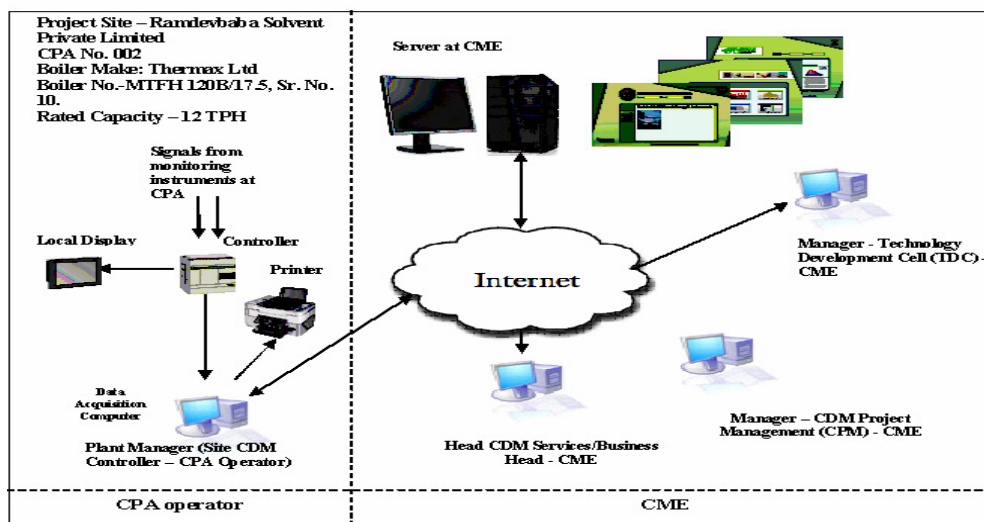 Project Site – Ramdevbaba Solvent
Private Limited
CPA No. 002
Boiler Make: Thermax Ltd
Boiler No.-MTFH 120B/17.5, Sr. No.
10.
Rated Capacity – 12 TPH
Signals from
monitoring
instruments at
CPA
Local Display
Controller
Printer
Data
Acquisition
Computer
Plant Manager (Site CDM
Controller – CPA Operator)
CPA operator
Server at CME
Internet
Manager - Technology
Development Cell (TDC) -
CME
Head CDM Services/Business
Head - CME
Manager – CDM Project
Management (CPM) - CME
CME